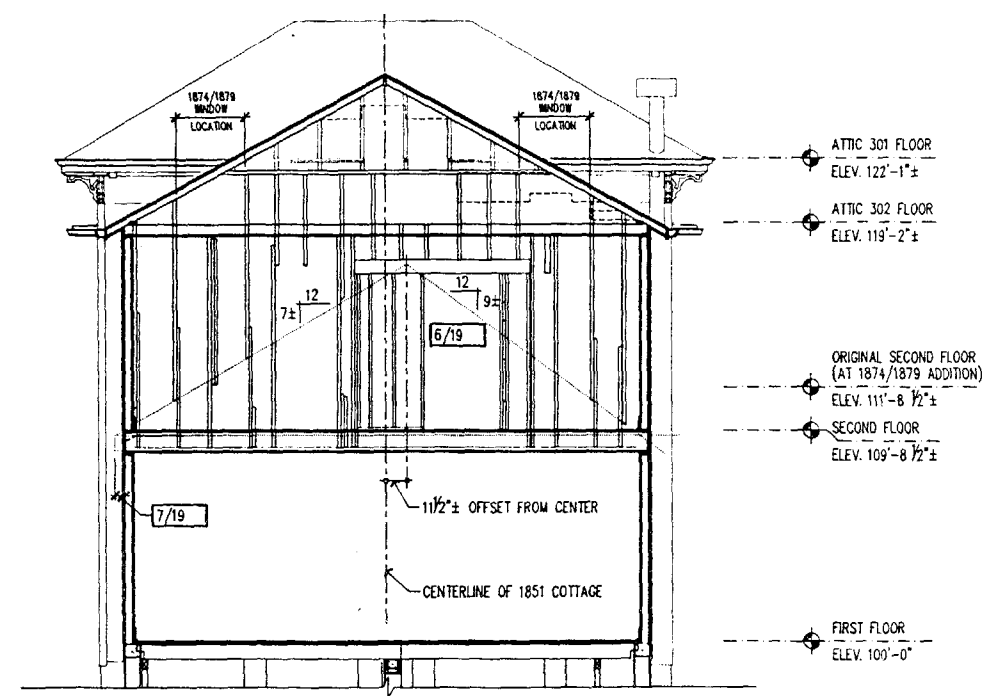 1874/1879
WINDOW
LOCATION
1874/1879
WINDOW
LOCATION
ATTIC 301 FLOOR
ELEV. 122'-1"±
ATTIC 302 FLOOR
ELEV. 119'-2"±
12
7±
12
9±
6/19
ORIGINAL SECOND FLOOR
(AT 1874/1879 ADDITION)
ELEV. 111'-8 1/2"±
SECOND FLOOR
ELEV. 109'-8 1/2"±
11 1/2"± OFFSET FROM CENTER
7/19
CENTERLINE OF 1851 COTTAGE
FIRST FLOOR
ELEV. 100'-0"